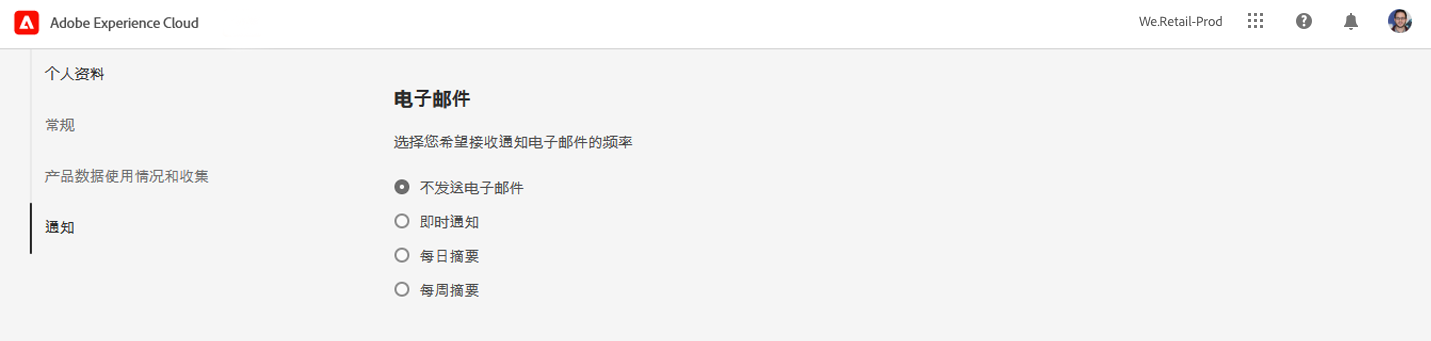 Adobe Experience Cloud
We.Retail-Prod
个人资料
常规
产品数据使用情况和收集
通知
电子邮件
选择您希望接收通知电子邮件的频率
不发送电子邮件
即时通知
每日摘要
每周摘要